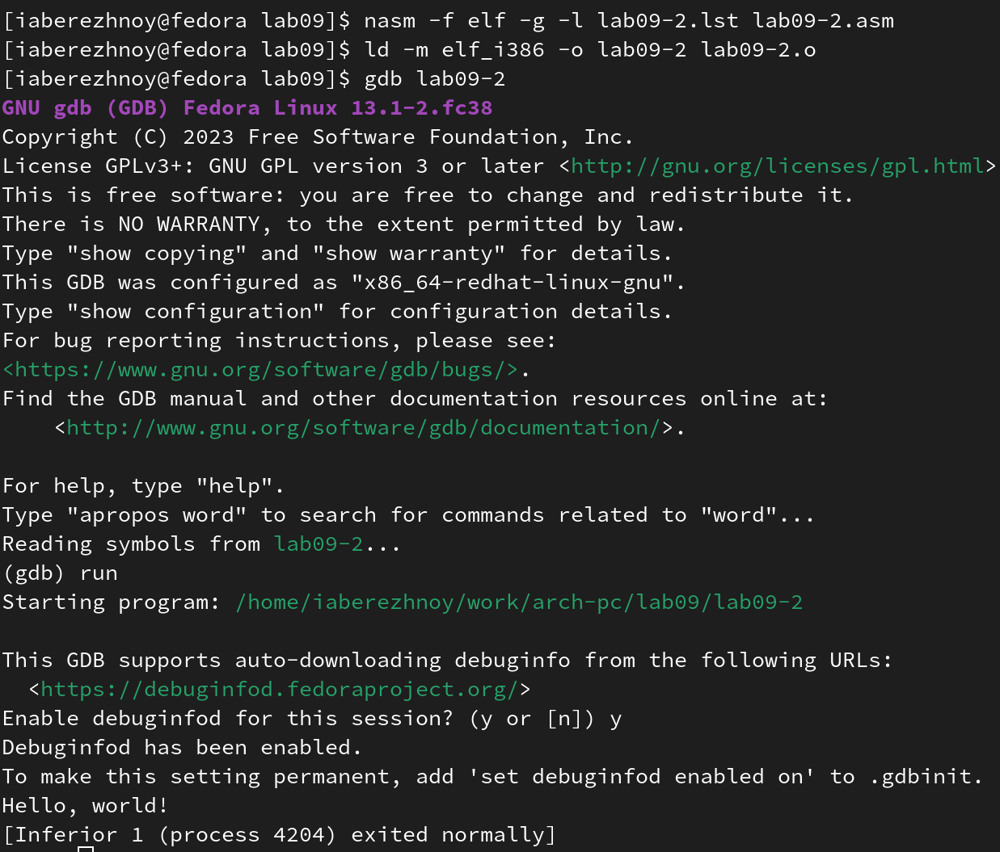 [iaberezhnoy@fedora lab09]$ nasm -f elf -g -l lab09-2.lst lab09-2.asm
[iaberezhnoy@fedora lab09]$ ld -m elf_i386 -o lab09-2 lab09-2.o
[iaberezhnoy@fedora lab09]$ gdb lab09-2
GNU gdb (GDB) Fedora Linux 13.1-2.fc38
Copyright (C) 2023 Free Software Foundation, Inc.
License GPLv3+: GNU GPL version 3 or later <http://gnu.org/licenses/gpl.html>
This is free software: you are free to change and redistribute it.
There is NO WARRANTY, to the extent permitted by law.
Type "show copying" and "show warranty" for details.
This GDB was configured as "x86_64-redhat-linux-gnu".
Type "show configuration" for configuration details.
For bug reporting instructions, please see:
<https://www.gnu.org/software/gdb/bugs/>.
Find the GDB manual and other documentation resources online at:
    <http://www.gnu.org/software/gdb/documentation/>.

For help, type "help".
Type "apropos word" to search for commands related to "word"...
Reading symbols from lab09-2...
(gdb) run
Starting program: /home/iaberezhnoy/work/arch-pc/lab09/lab09-2

This GDB supports auto-downloading debuginfo from the following URLs:
  <https://debuginfod.fedoraproject.org/>
Enable debuginfod for this session? (y or [n]) y
Debuginfod has been enabled.
To make this setting permanent, add 'set debuginfod enabled on' to .gdbinit.
Hello, world!
[Inferior 1 (process 4204) exited normally]